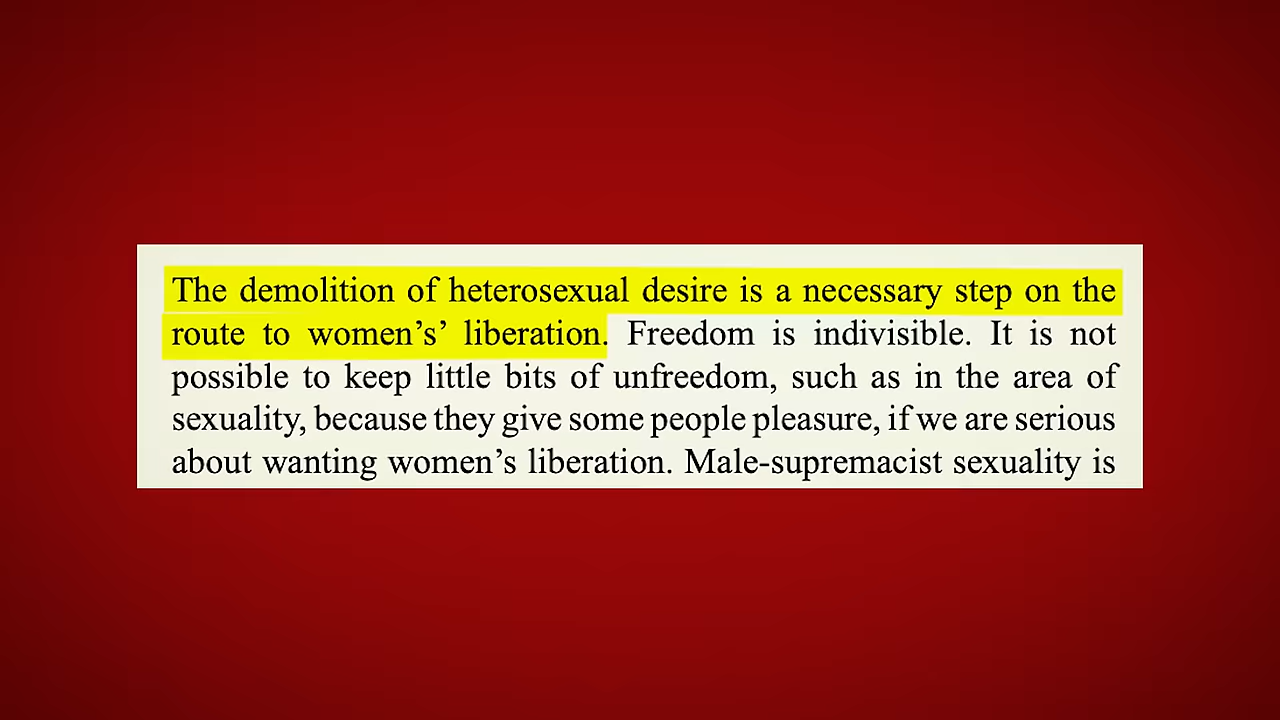 The demolition of heterosexual desire is a necessary step on the
route to women’s’ liberation. Freedom is indivisible. It is not
possible to keep little bits of unfreedom, such as in the area of
sexuality, because they give some people pleasure, if we are serious
about wanting women’s liberation. Male-supremacist sexuality is